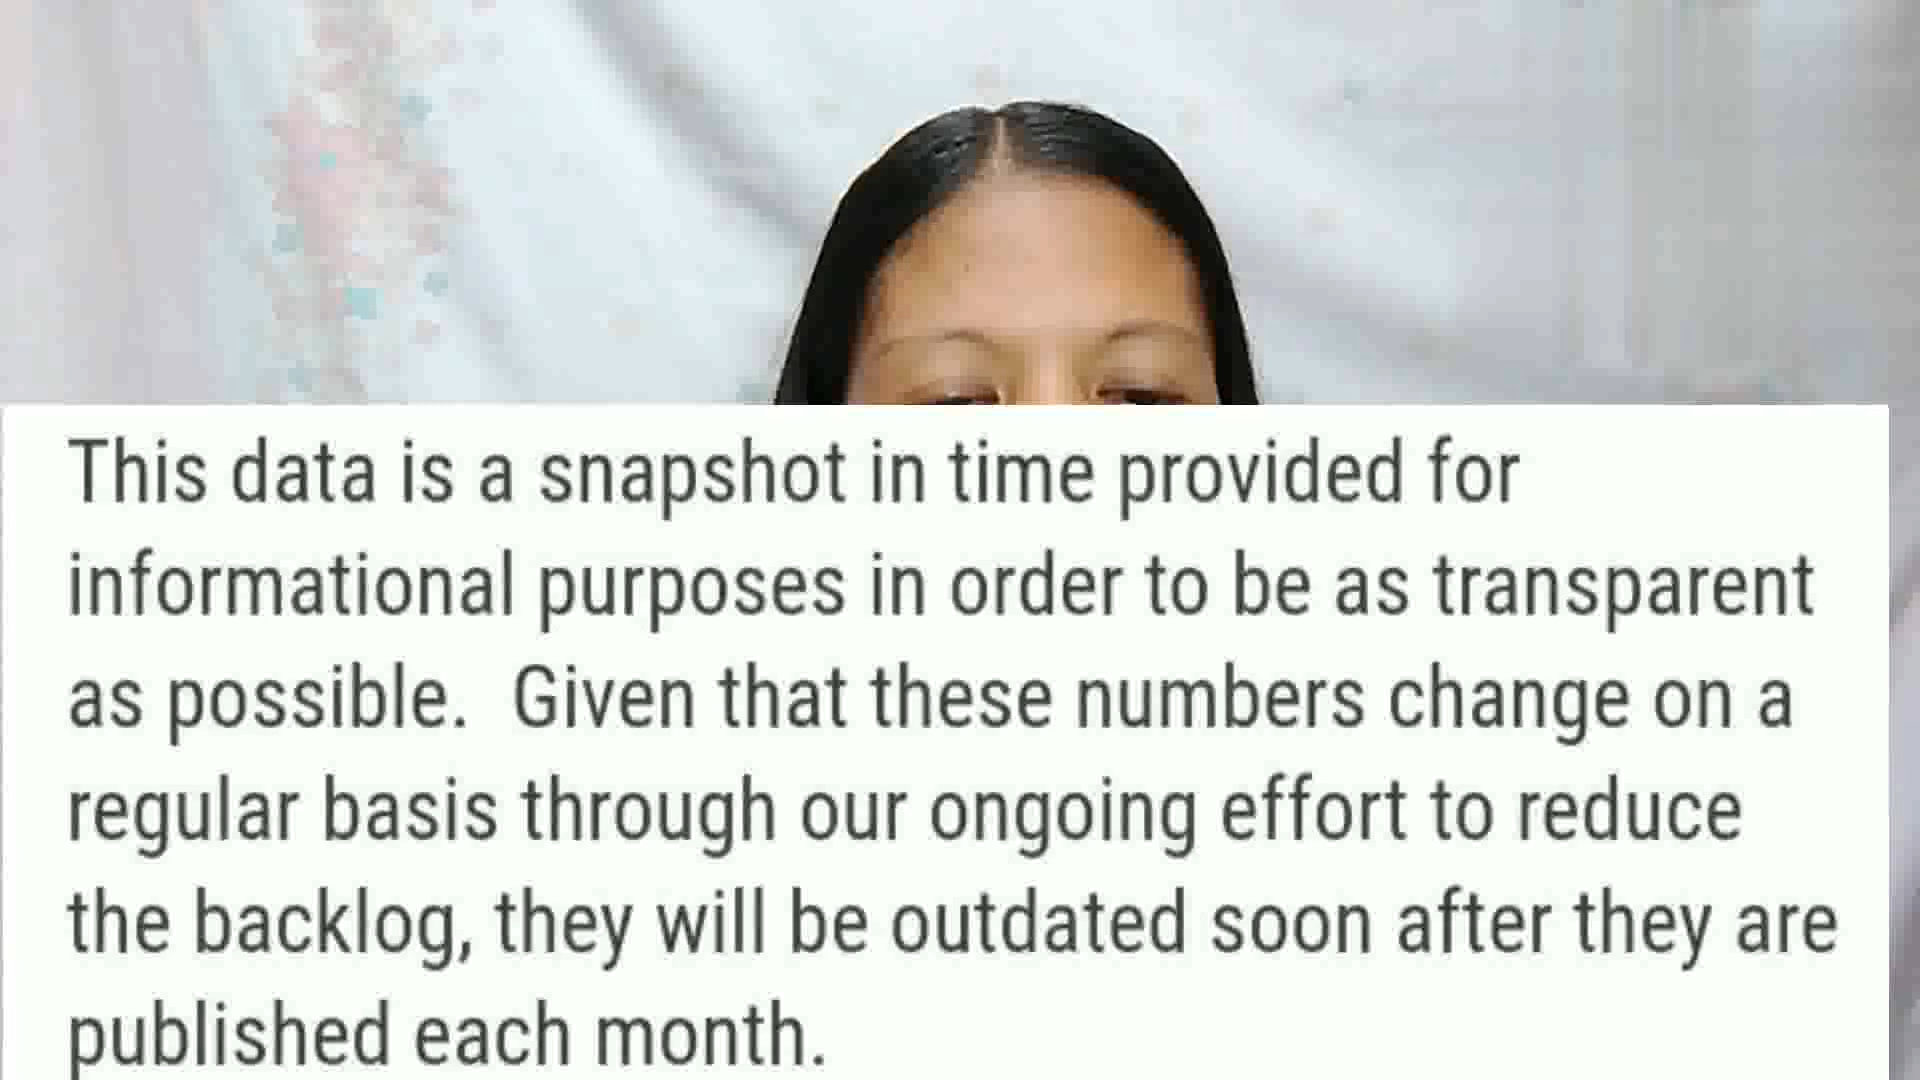 This data is a snapshot in time provided for
informational purposes in order to be as transparent
as possible.  Given that these numbers change on a
regular basis through our ongoing effort to reduce
the backlog, they will be outdated soon after they are
published each month.